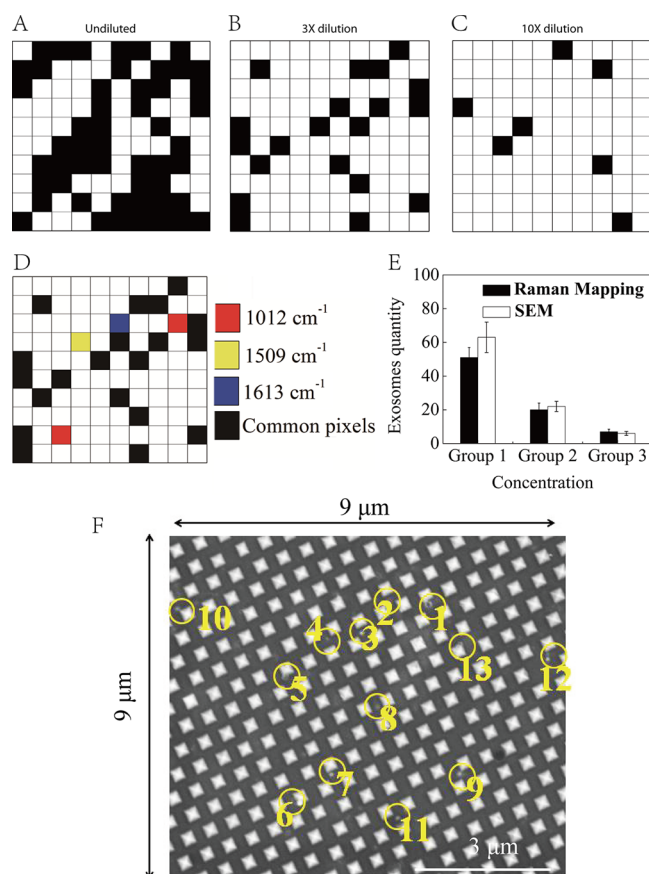 A
Undiluted
B
3X dilution
C
10X dilution
D
1012 cm⁻¹
1509 cm⁻¹
1613 cm⁻¹
Common pixels
E
Exosomes quantity
100
80
60
40
20
0
Raman Mapping
SEM
Group 1 Group 2 Group 3
Concentration
F
9 μm
9 μm
10
2
1
4
3
13
12
5
8
7
9
6
11
3 μm